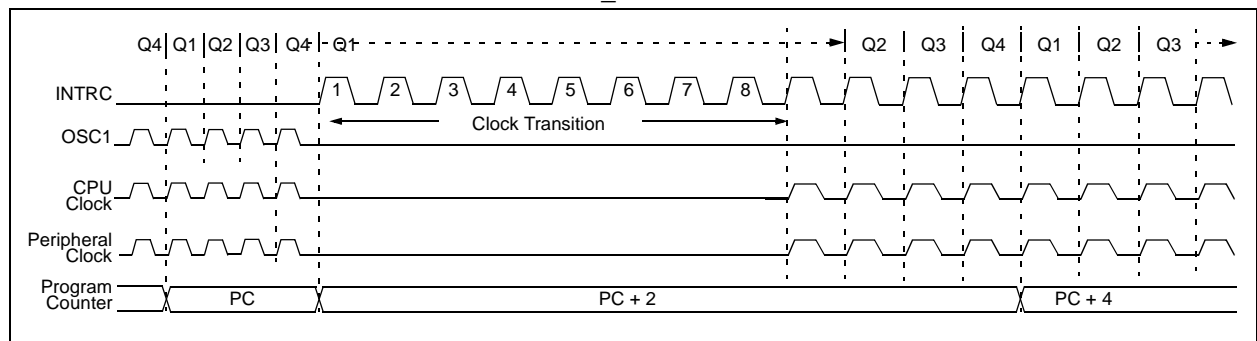 Q4 Q1 Q2 Q3 Q4 Q1 Q2 Q3 Q4 Q1 Q2 Q3
INTRC 1 2 3 4 5 6 7 8
Clock Transition
OSC1
CPU
Clock
Peripheral
Clock
Program
Counter
PC PC + 2 PC + 4